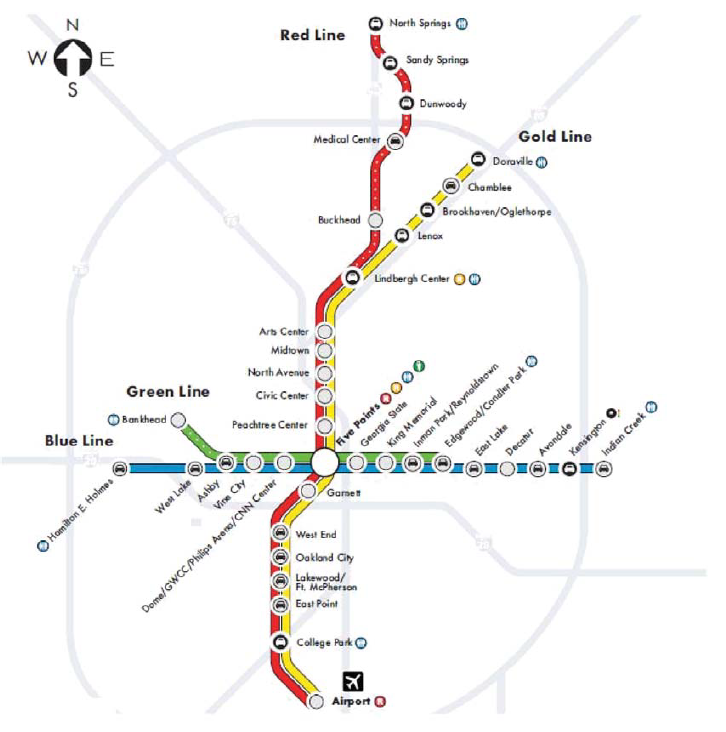 N
W E
S
Red Line
North Springs
Sandy Springs
Dunwoody
Medical Center
Gold Line
Doraville
Chamblee
Brookhaven/Oglethorpe
Buckhead
Lenox
Lindbergh Center
Arts Center
Midtown
North Avenue
Civic Center
Peachtree Center
Green Line
Bankhead
Blue Line
Hamilton E. Holmes
West Lake
Ashby
Vine City
Dome/GWCC/Philips Arena/CNN Center
Five Points
Georgia State
King Memorial
Inman Park/Reynoldstown
Edgewood/Candler Park
East Lake
Decatur
Avondale
Kensington
Indian Creek
Garnett
West End
Oakland City
Lakewood/
Ft. McPherson
East Point
College Park
Airport